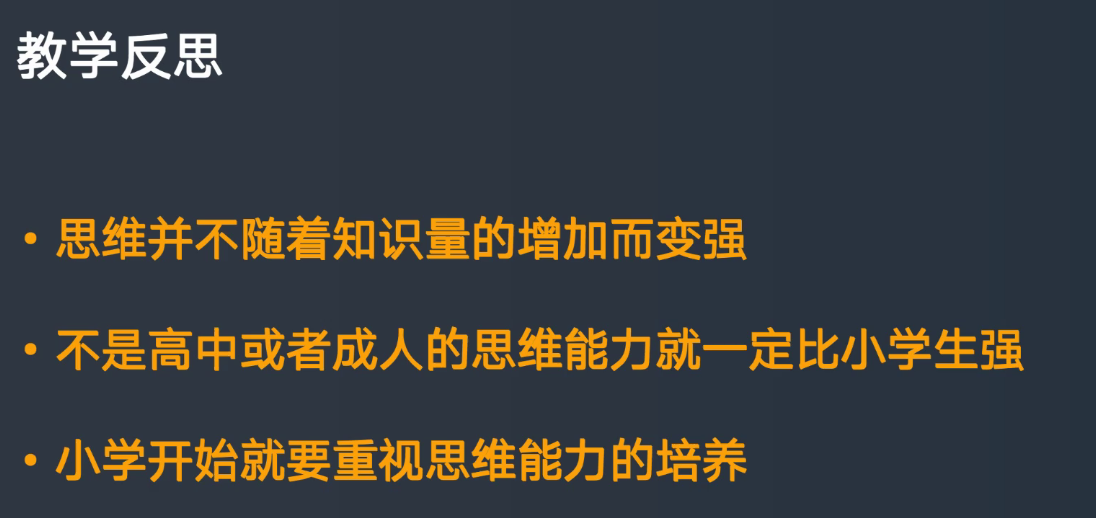 教学反思
• 思维并不随着知识量的增加而变强
• 不是高中或者成人的思维能力就一定比小学生强
• 小学开始就要重视思维能力的培养